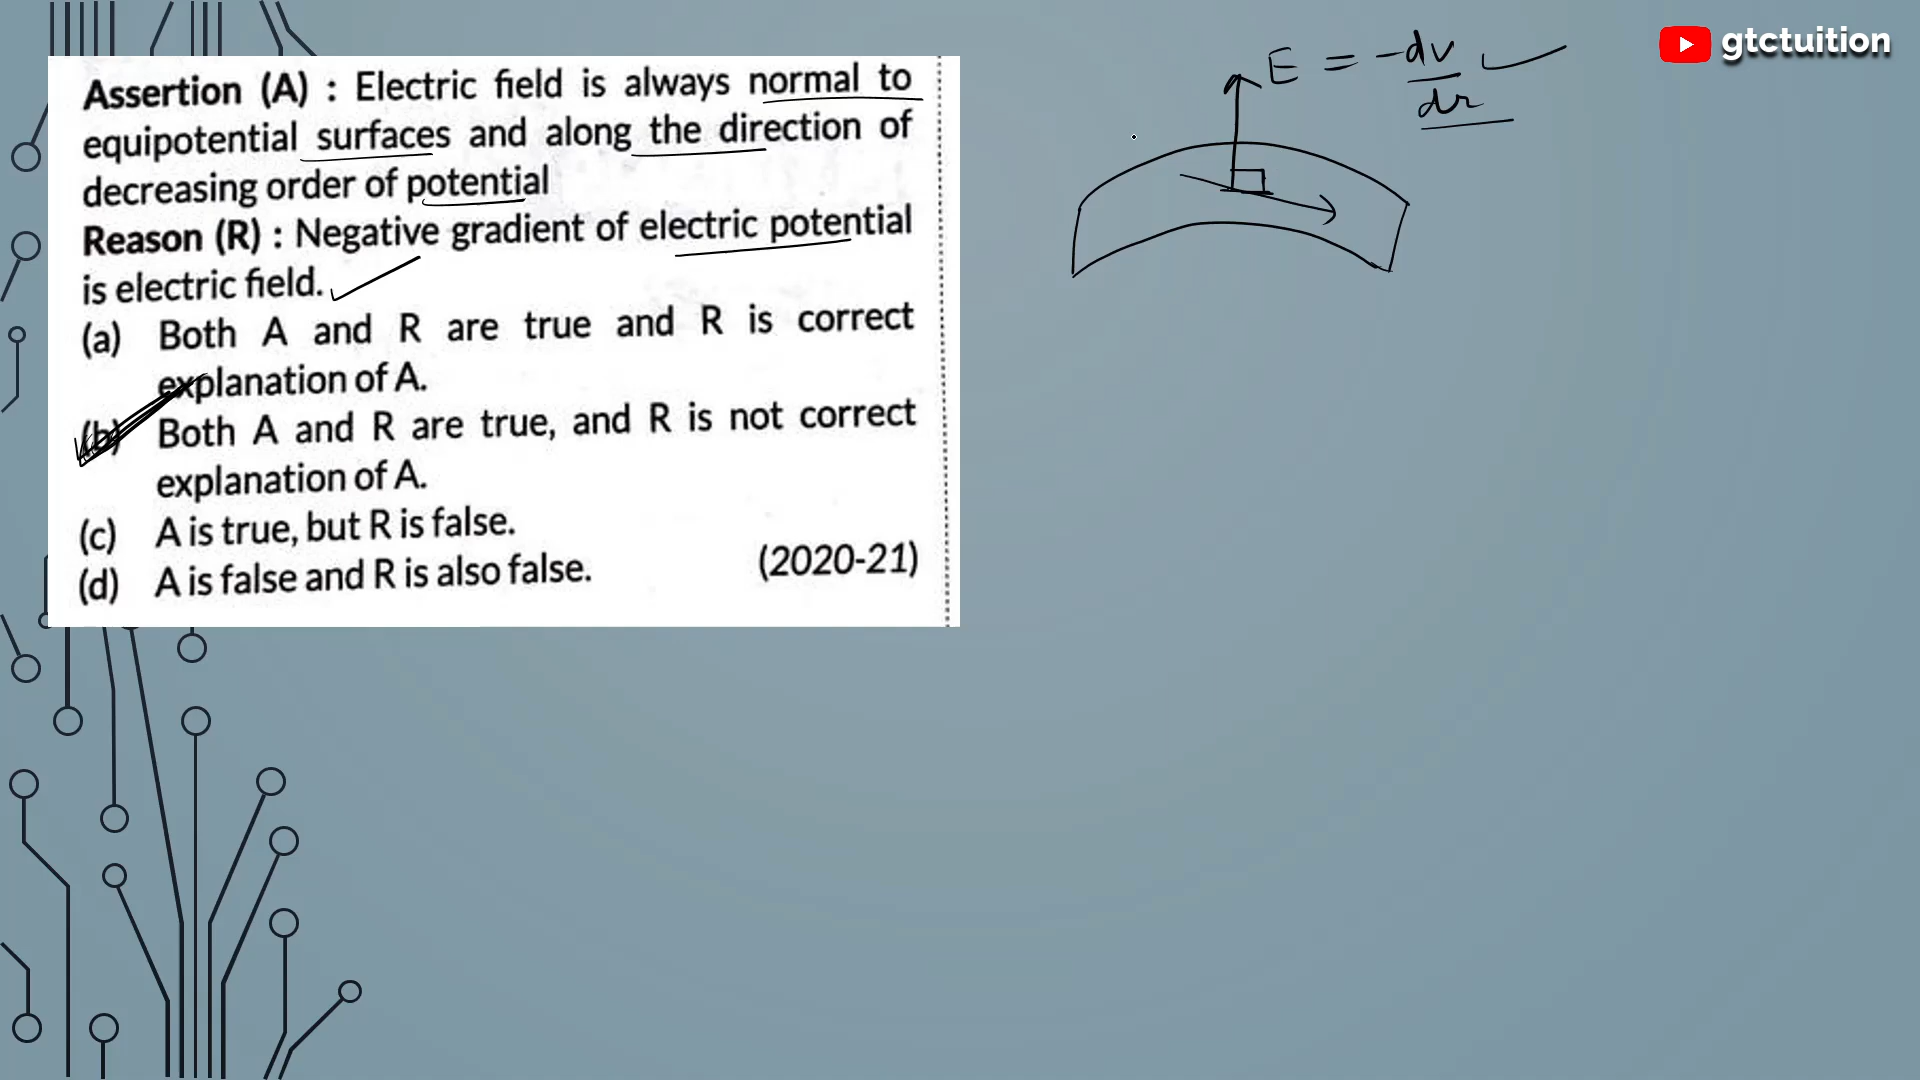 Assertion (A) : Electric field is always normal to
equipotential surfaces and along the direction of
decreasing order of potential
Reason (R) : Negative gradient of electric potential
is electric field.
(a) Both A and R are true and R is correct
explanation of A.
(b) Both A and R are true, and R is not correct
explanation of A.
(c) A is true, but R is false.
(d) A is false and R is also false. (2020-21)
E = -dv
dr
gtctuition